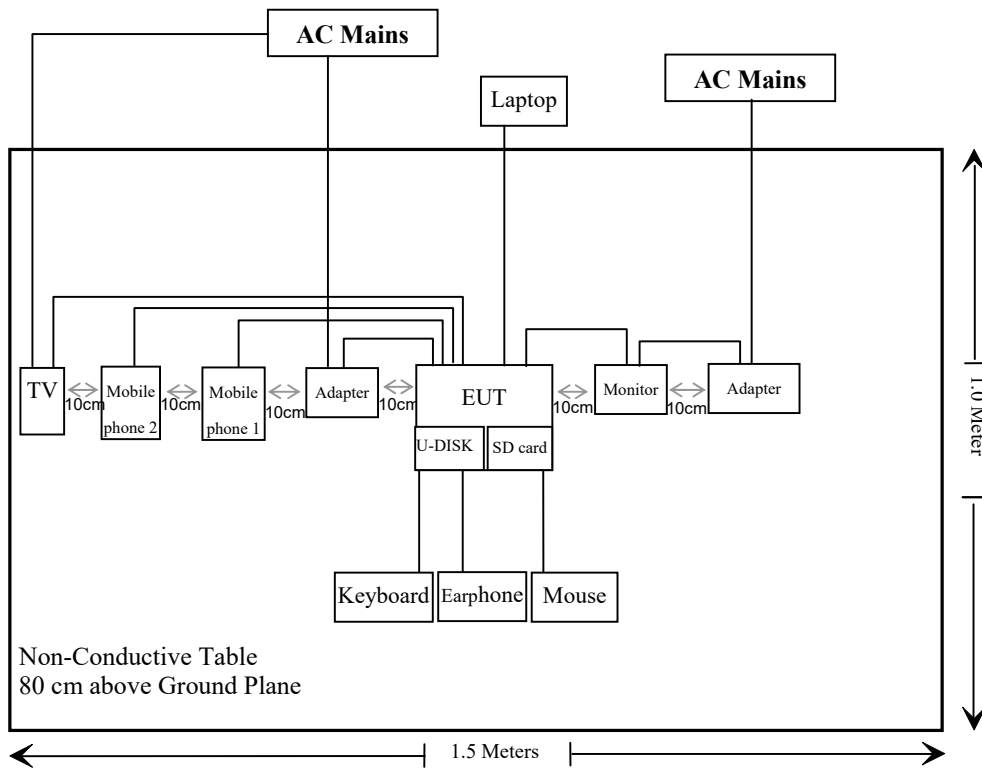 AC Mains
AC Mains
Laptop
TV
10cm
Mobile
phone 2
10cm
Mobile
phone 1
10cm
Adapter
10cm
EUT
10cm
Monitor
10cm
Adapter
U-DISK
SD card
1.0 Meter
Keyboard
Earphone
Mouse
Non-Conductive Table
80 cm above Ground Plane
1.5 Meters